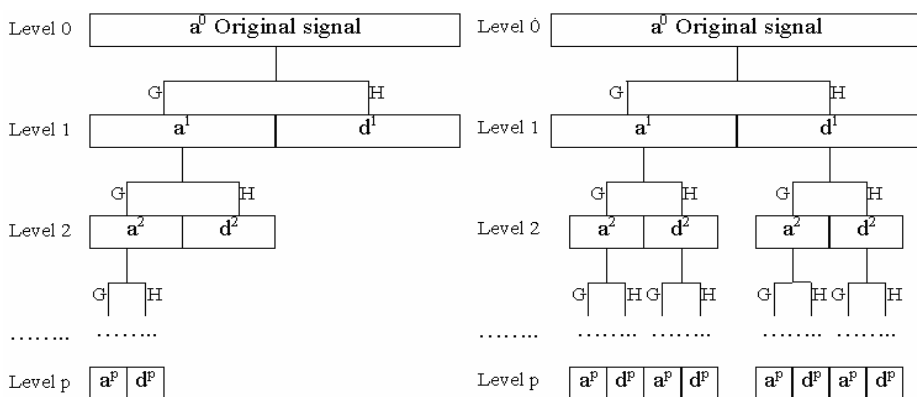 Level 0 a⁰ Original signal
G H
Level 1 a¹ d¹
G H
Level 2 a² d²
G H
........ ........
Level p aᵖ dᵖ
Level 0 a⁰ Original signal
G H
Level 1 a¹ d¹
G H G H
Level 2 a² d² a² d²
G H G H G H G H
........ ........ ........ ........ ........
Level p aᵖ dᵖ aᵖ dᵖ aᵖ dᵖ aᵖ dᵖ